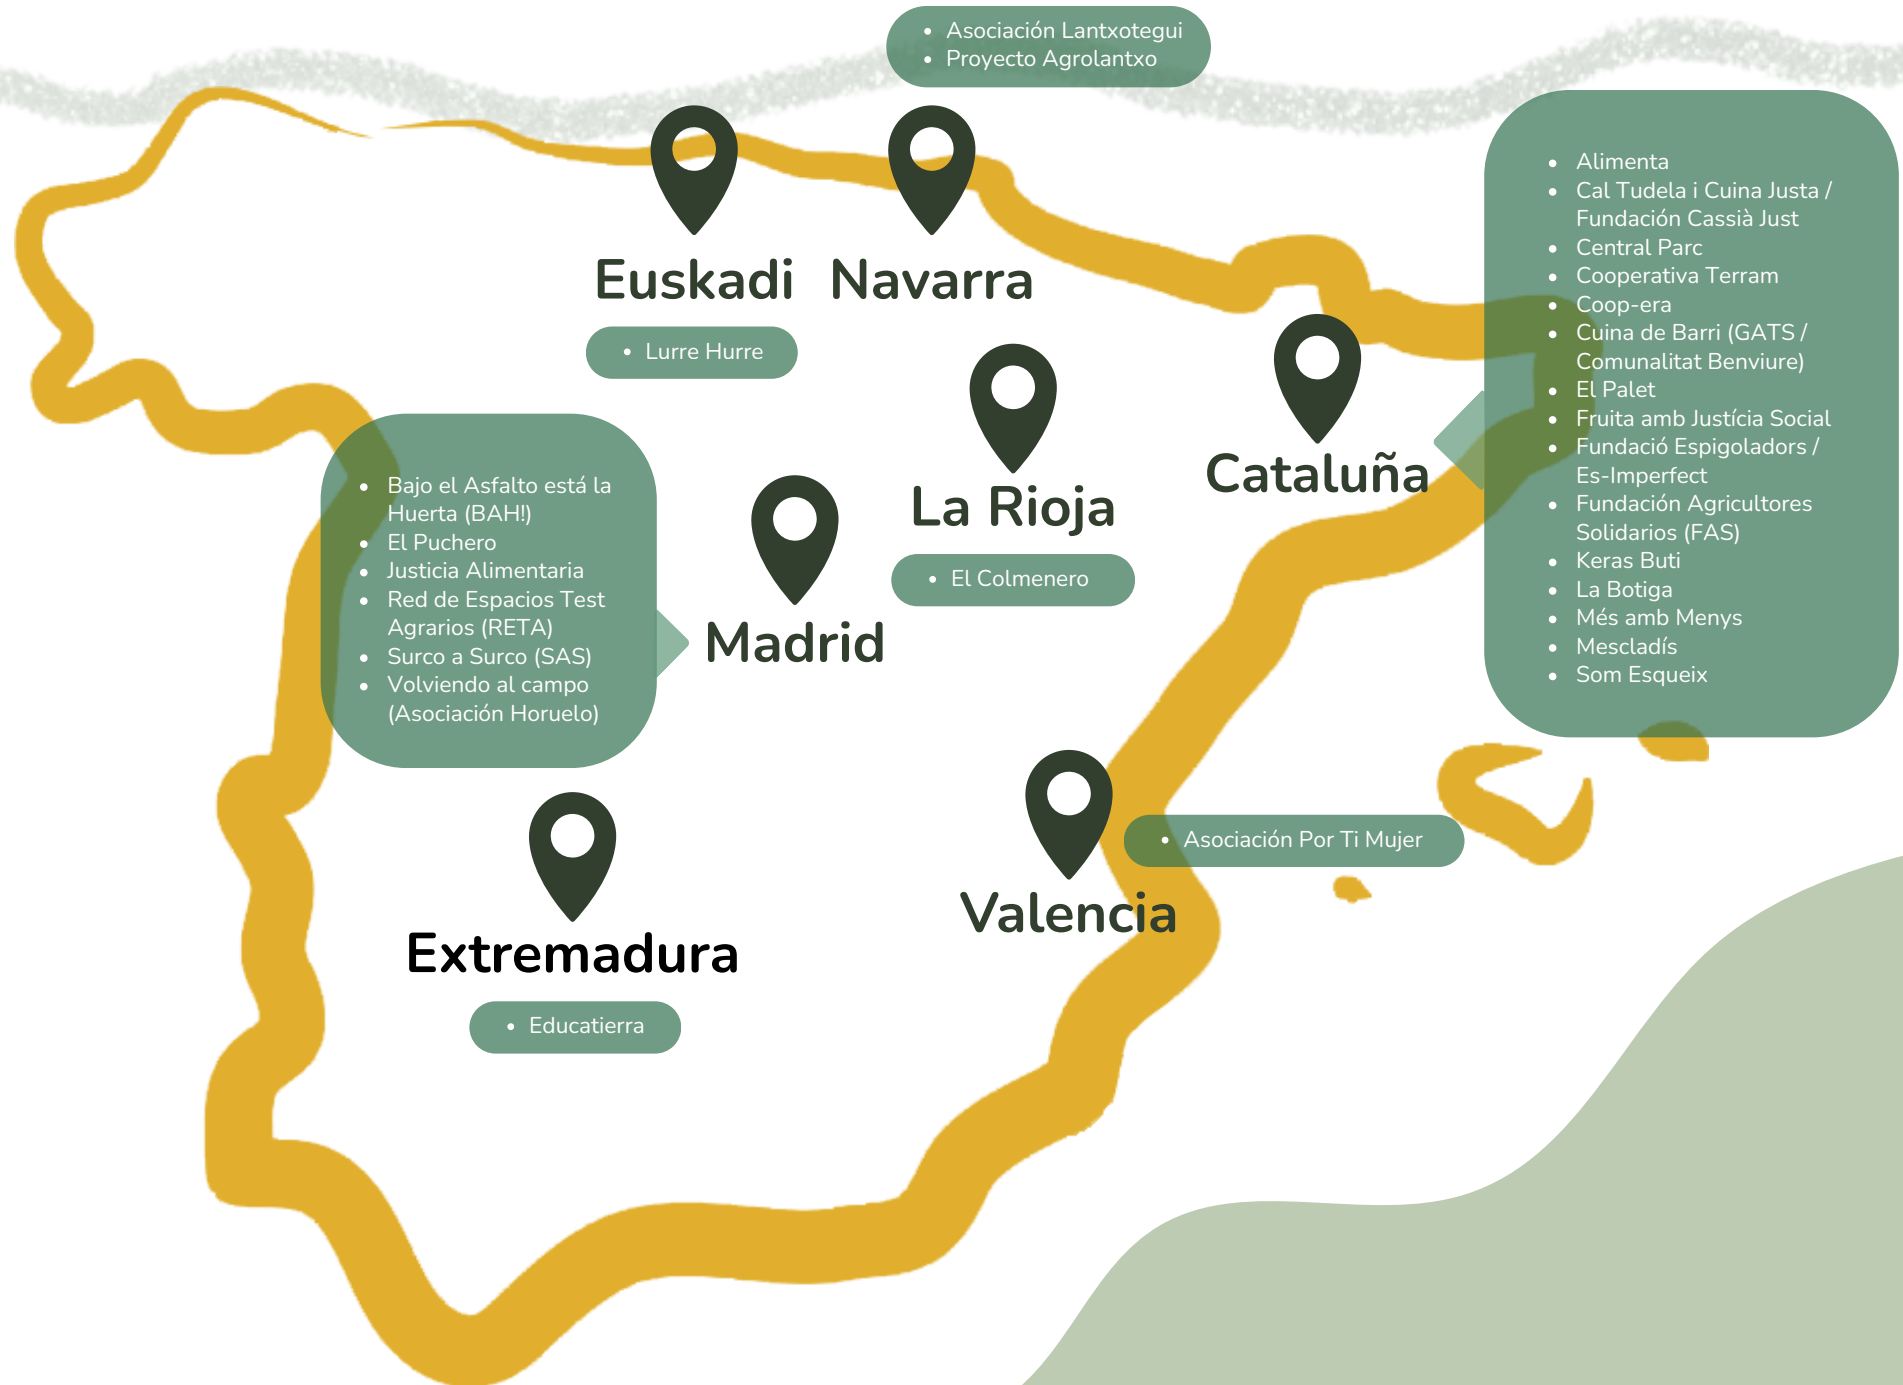 • Asociación Lantxotegui
• Proyecto Agrolantxo
Euskadi
• Lurre Hurre
Navarra
La Rioja
• El Colmenero
Cataluña
• Alimenta
• Cal Tudela i Cuina Justa /
Fundación Cassià Just
• Central Parc
• Cooperativa Terram
• Coop-era
• Cuina de Barri (GATS /
Comunalitat Benviure)
• El Palet
• Fruita amb Justícia Social
• Fundació Espigoladors /
Es-Imperfect
• Fundación Agricultores
Solidarios (FAS)
• Keras Buti
• La Botiga
• Més amb Menys
• Mescladís
• Som Esqueix
• Bajo el Asfalto está la
Huerta (BAH!)
• El Puchero
• Justicia Alimentaria
• Red de Espacios Test
Agrarios (RETA)
• Surco a Surco (SAS)
• Volviendo al campo
(Asociación Horuelo)
Madrid
• Asociación Por Ti Mujer
Valencia
Extremadura
• Educatierra